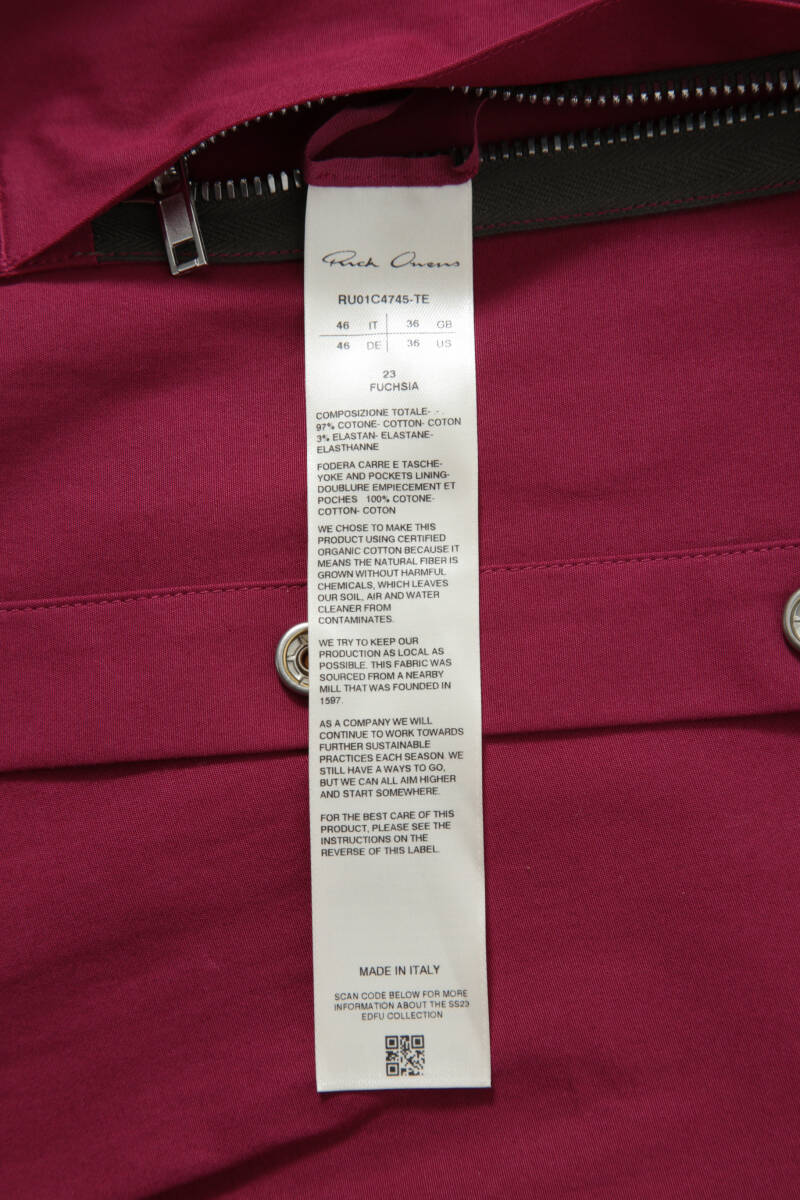 Rick Owens
RU01C4745-TE
46 IT 36 GB
46 DE 36 US
23
FUCHSIA
COMPOSIZIONE TOTALE- -
97% COTONE- COTTON- COTON
3% ELASTAN- ELASTANE-
ELASTHANNE
FODERA CARRE E TASCHE-
YOKE AND POCKETS LINING-
DOUBLURE EMPIECEMENT ET
POCHES 100% COTONE-
COTTON- COTON
WE CHOSE TO MAKE THIS
PRODUCT USING CERTIFIED
ORGANIC COTTON BECAUSE IT
MEANS THE NATURAL FIBER IS
GROWN WITHOUT HARMFUL
CHEMICALS, WHICH LEAVES
OUR SOIL, AIR AND WATER
CLEANER FROM
CONTAMINATES.
WE TRY TO KEEP OUR
PRODUCTION AS LOCAL AS
POSSIBLE. THIS FABRIC WAS
SOURCED FROM A NEARBY
MILL THAT WAS FOUNDED IN
1597.
AS A COMPANY WE WILL
CONTINUE TO WORK TOWARDS
FURTHER SUSTAINABLE
PRACTICES EACH SEASON. WE
STILL HAVE A WAYS TO GO,
BUT WE CAN ALL AIM HIGHER
AND START SOMEWHERE.
FOR THE BEST CARE OF THIS
PRODUCT, PLEASE SEE THE
INSTRUCTIONS ON THE
REVERSE OF THIS LABEL.
MADE IN ITALY
SCAN CODE BELOW FOR MORE
INFORMATION ABOUT THE SS23
EDFU COLLECTION